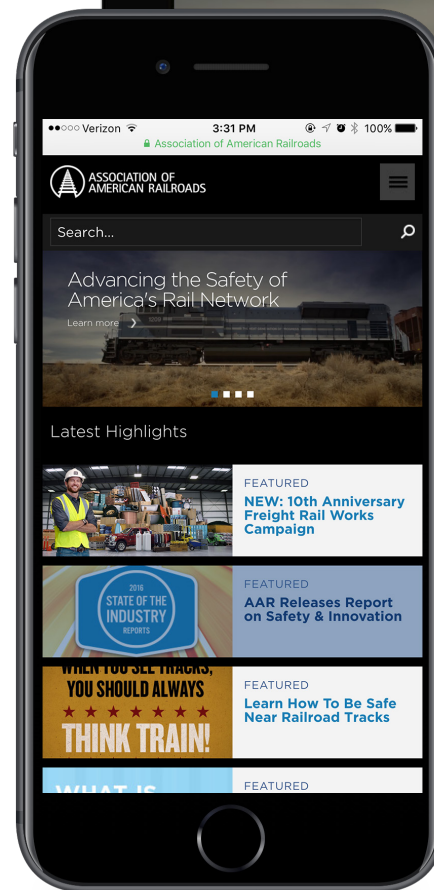 Verizon 3:31 PM 100%
Association of American Railroads
ASSOCIATION OF
AMERICAN RAILROADS
Search...
Advancing the Safety of
America's Rail Network
Learn more
Latest Highlights
FEATURED
NEW: 10th Anniversary
Freight Rail Works
Campaign
2016
STATE OF THE
INDUSTRY
REPORTS
FEATURED
AAR Releases Report
on Safety & Innovation
WHEN YOU SEE TRACKS,
YOU SHOULD ALWAYS
THINK TRAIN!
FEATURED
Learn How To Be Safe
Near Railroad Tracks
WHAT IS
FEATURED